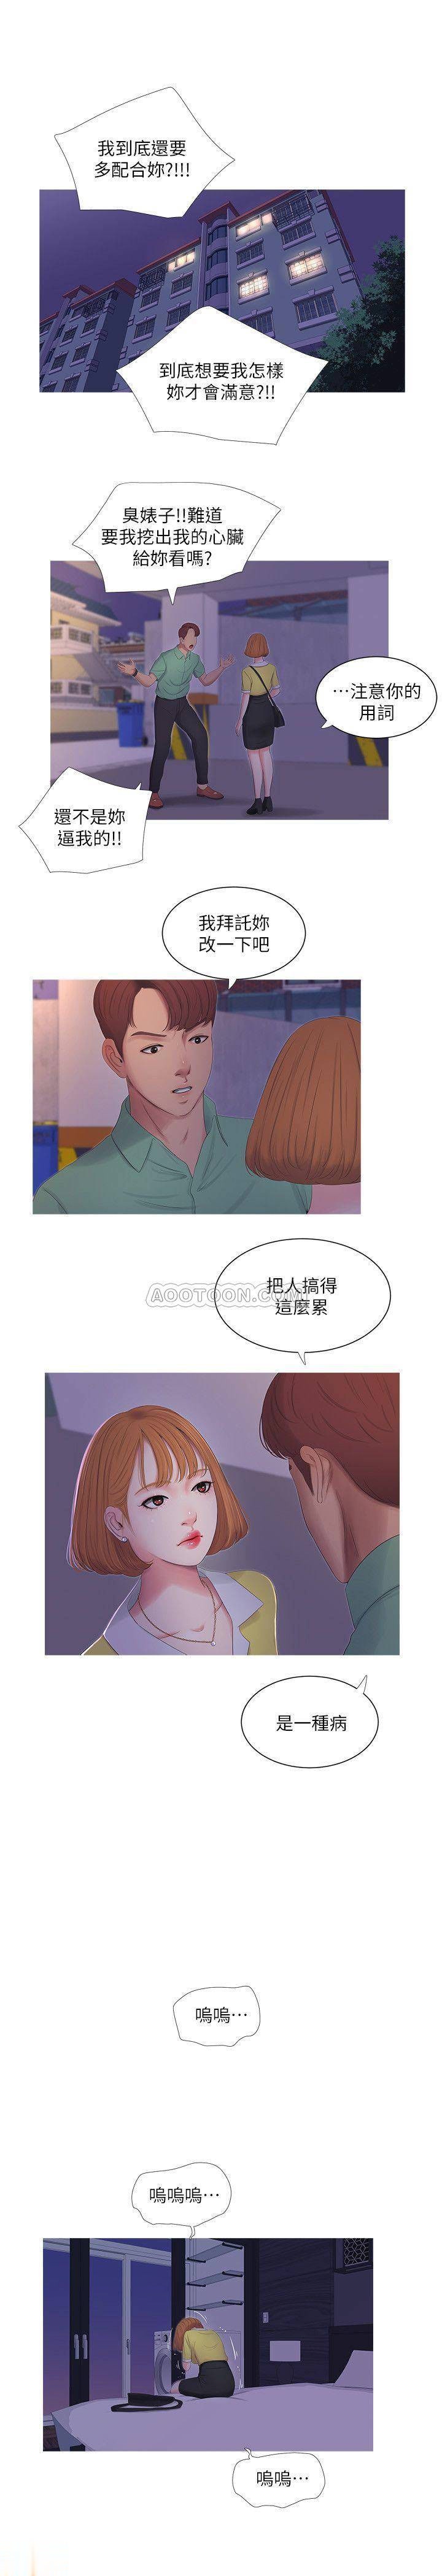 我到底還要
多配合妳?!!!
到底想要我怎樣
妳才會滿意?!!
臭婊子!!難道
要我挖出我的心臟
給妳看嗎?
…注意你的
用詞
還不是妳
逼我的!!
我拜託妳
改一下吧
把人搞得
這麼累
AOOTOON.COM
是一種病
嗚嗚…
嗚嗚嗚…
嗚嗚…